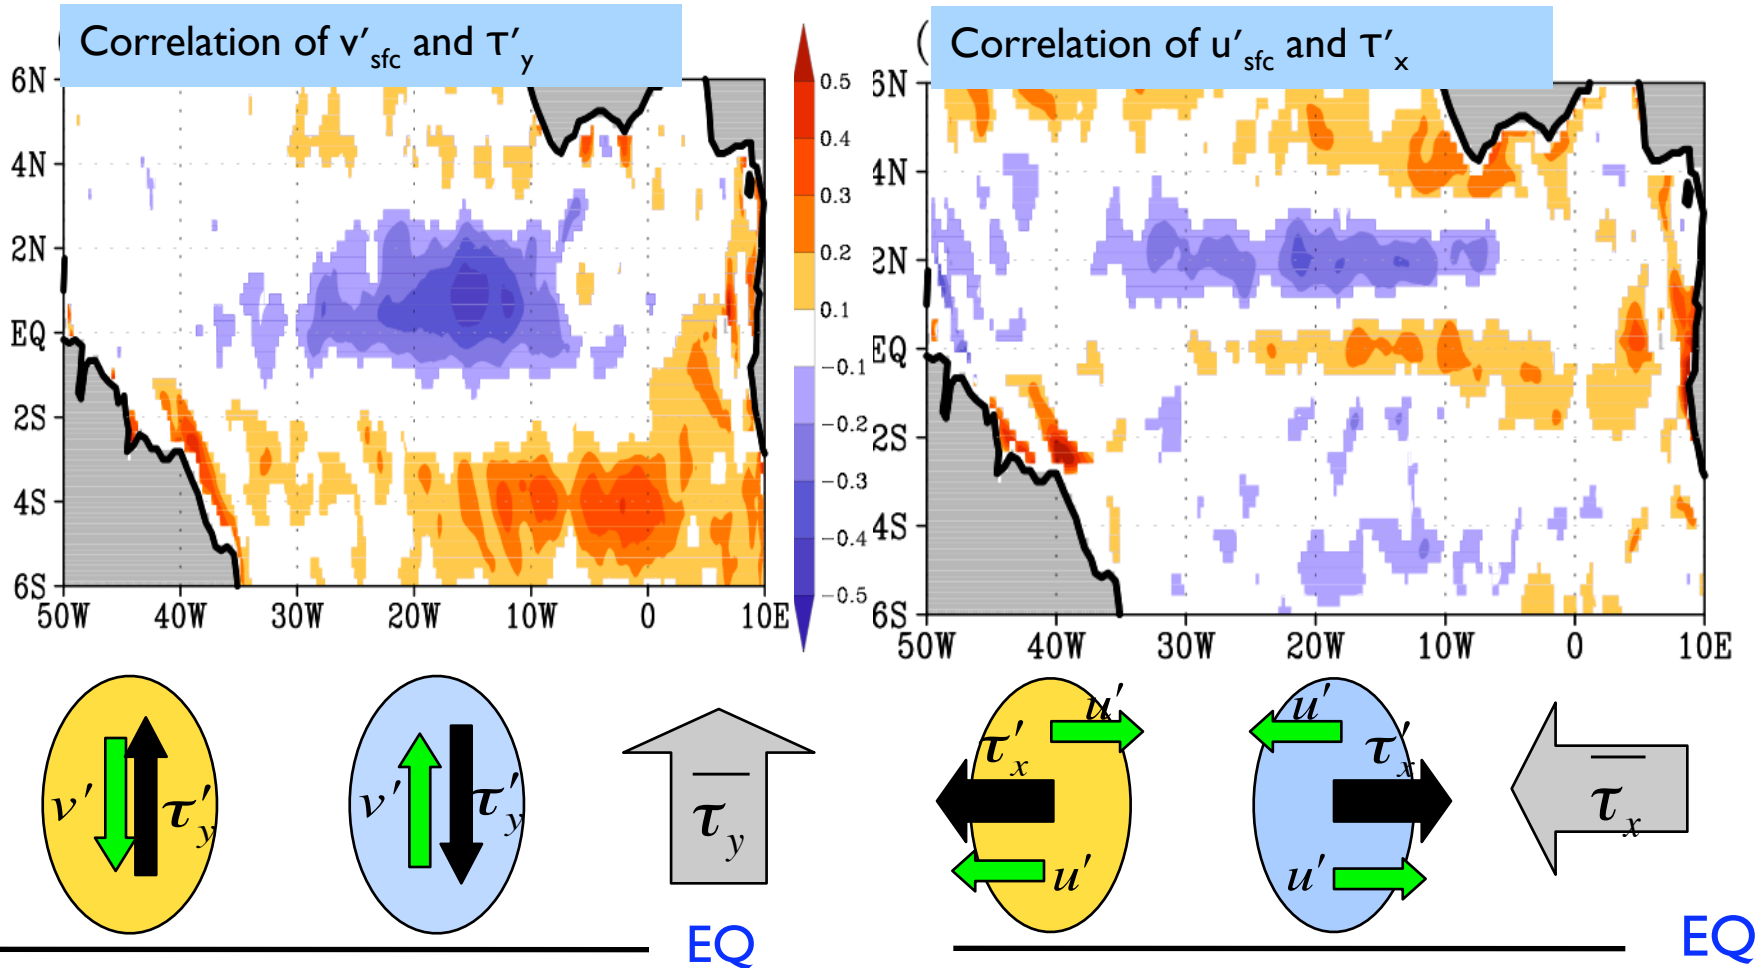 Correlation of v′sfc and τ′y
Correlation of u′sfc and τ′x
(
6N
4N
2N
EQ
2S
4S
6S
50W 40W 30W 20W 10W 0 10E
0.5
0.4
0.3
0.2
0.1
−0.1
−0.2
−0.3
−0.4
−0.5
6N
4N
2N
EQ
2S
4S
6S
50W 40W 30W 20W 10W 0 10E
v′ τ′y
v′ τ′y
τy
EQ
u′
τ′x
u′
u′
τ′x
u′
τx
EQ